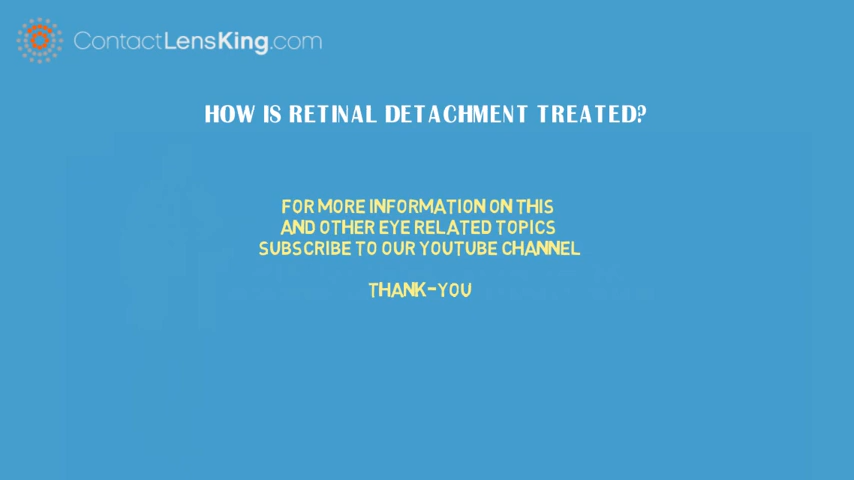 ContactLensKing.com
HOW IS RETINAL DETACHMENT TREATED?
FOR MORE INFORMATION ON THIS
AND OTHER EYE RELATED TOPICS
SUBSCRIBE TO OUR YOUTUBE CHANNEL
THANK-YOU